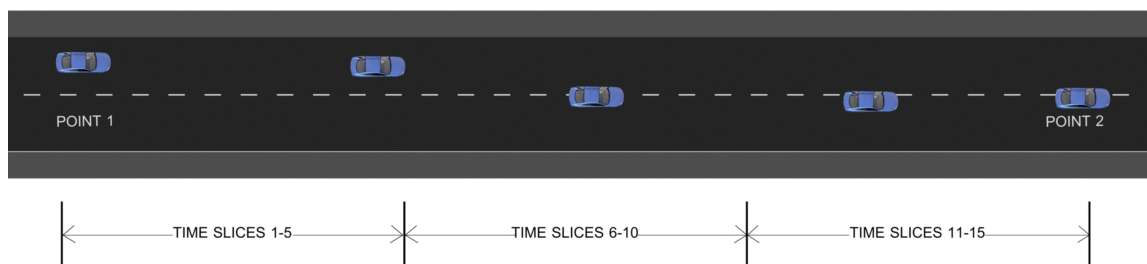 POINT 1
POINT 2
TIME SLICES 1-5
TIME SLICES 6-10
TIME SLICES 11-15